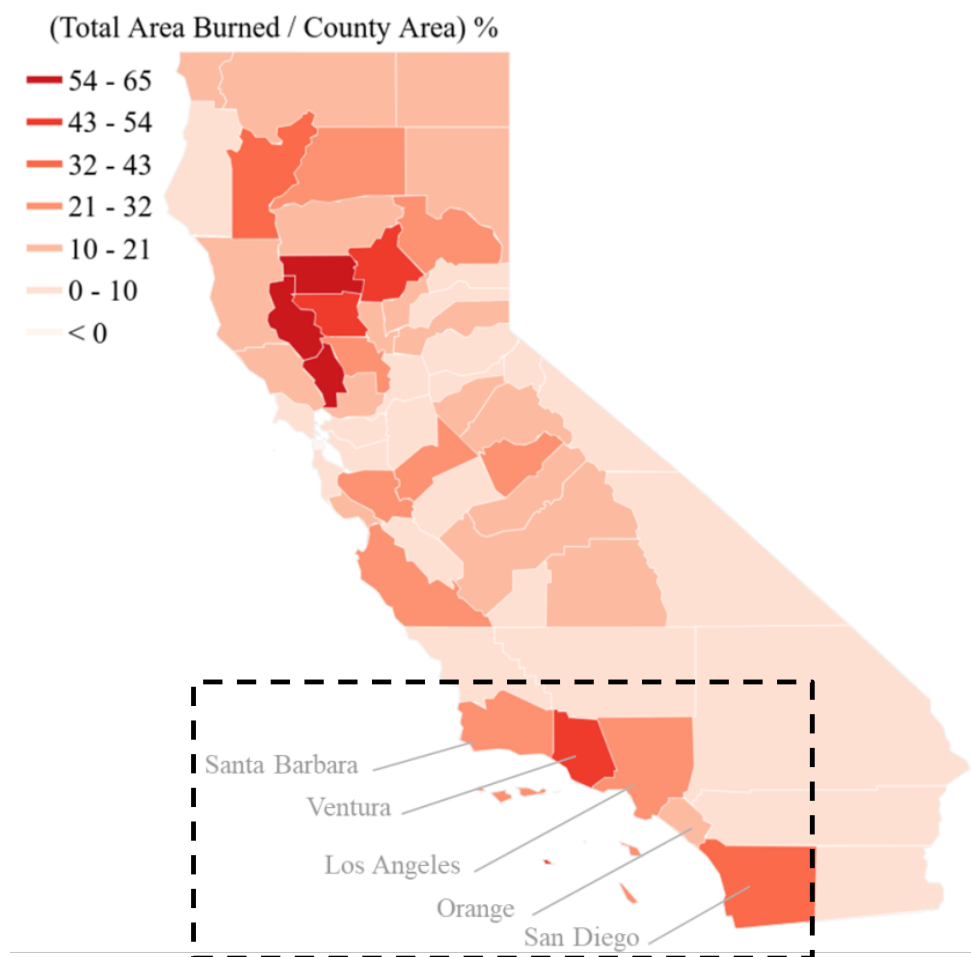 (Total Area Burned / County Area) %
54 - 65
43 - 54
32 - 43
21 - 32
10 - 21
0 - 10
< 0
Santa Barbara
Ventura
Los Angeles
Orange
San Diego